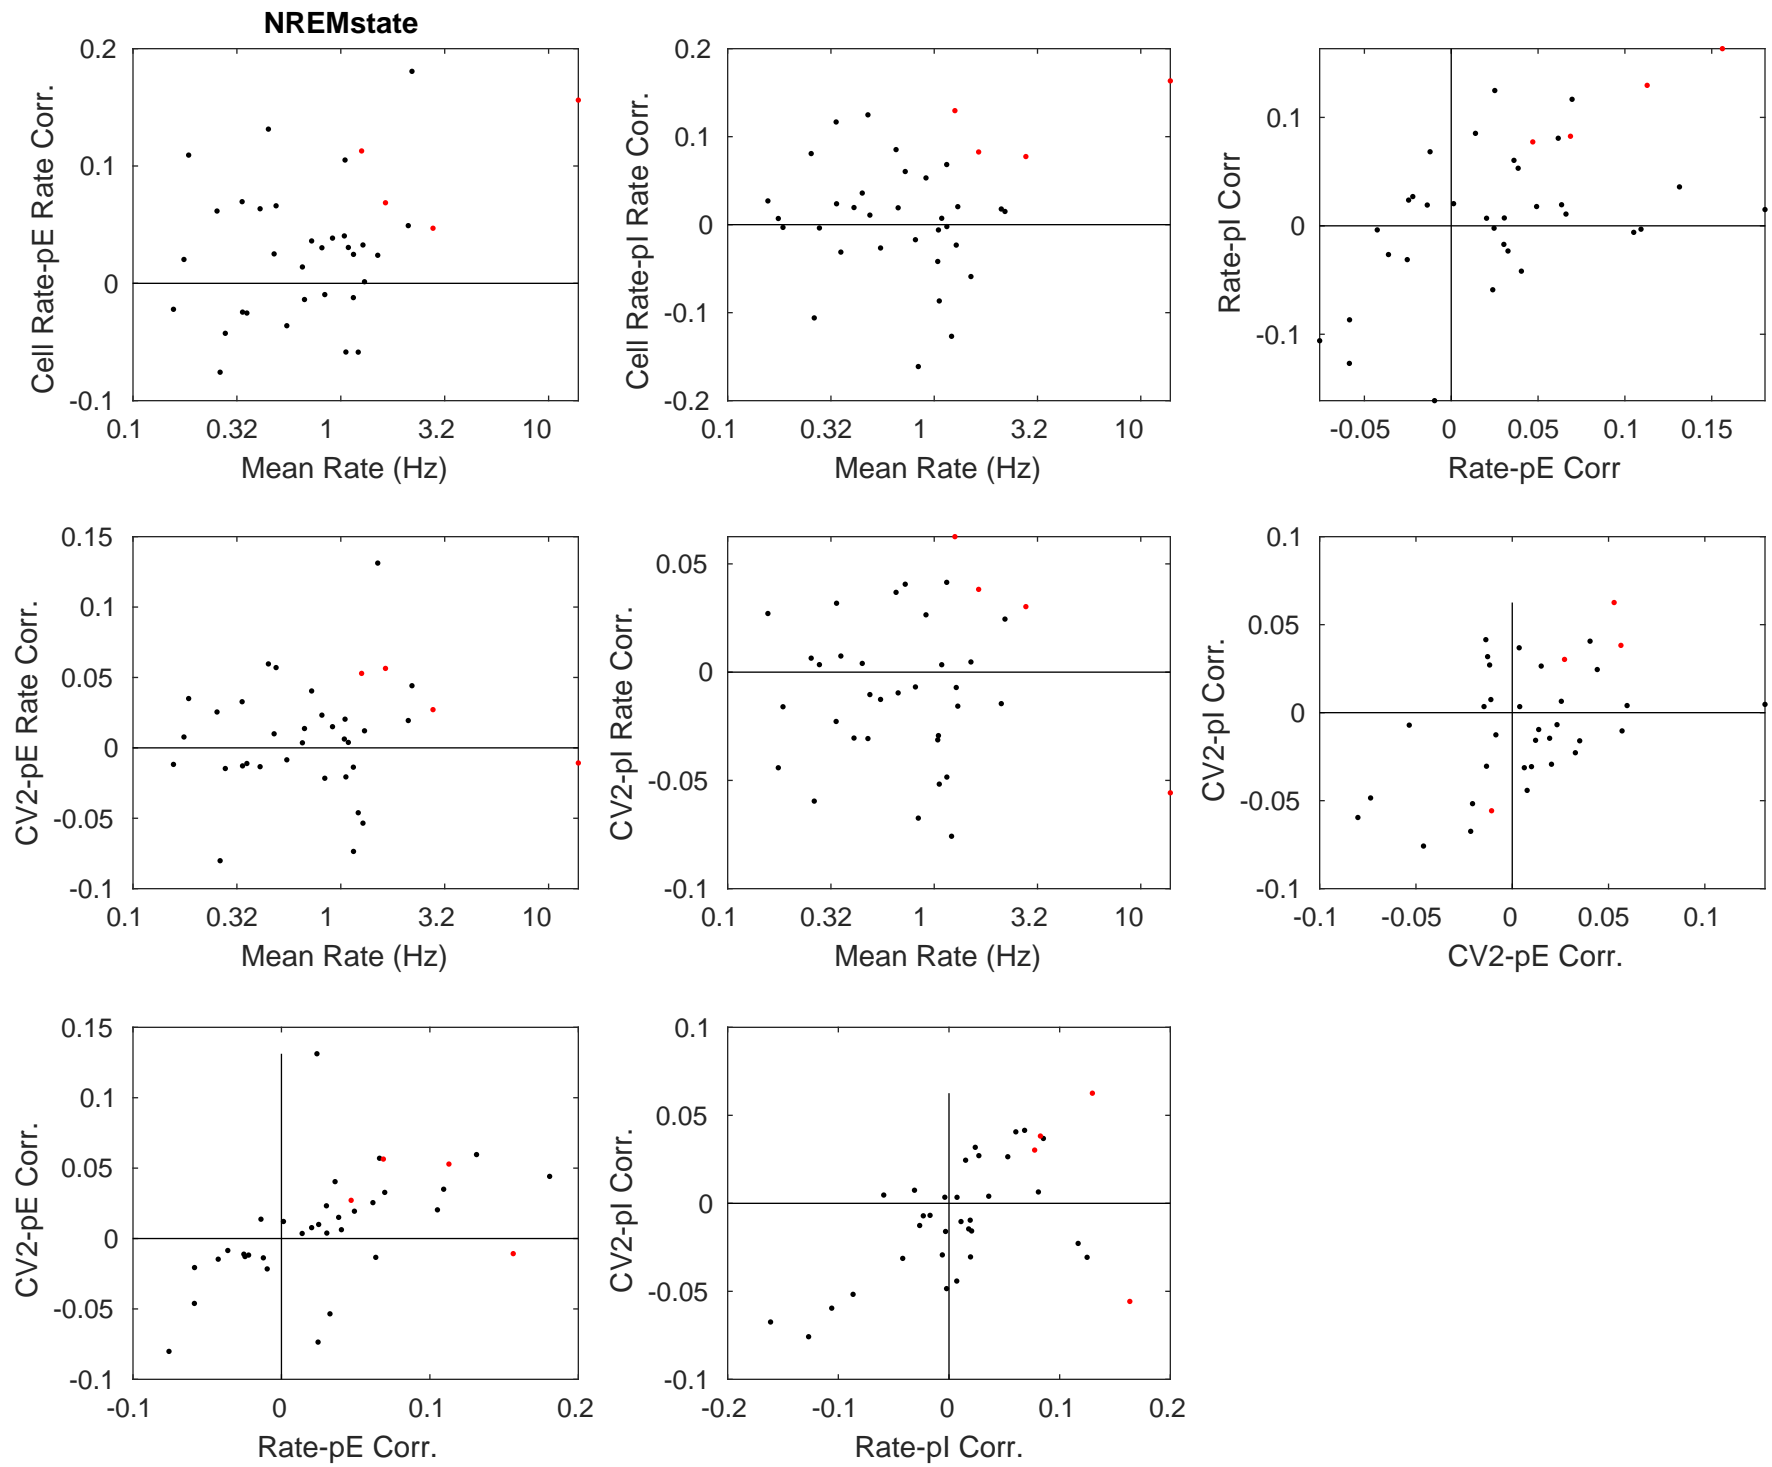 NREMstate
Cell Rate-pE Rate Corr.
0.2
0.1
0
-0.1
0.1 0.32 1 3.2 10
Mean Rate (Hz)
Cell Rate-pI Rate Corr.
0.2
0.1
0
-0.1
-0.2
0.1 0.32 1 3.2 10
Mean Rate (Hz)
Rate-pI Corr
0.1
0
-0.1
-0.05 0 0.05 0.1 0.15
Rate-pE Corr
CV2-pE Rate Corr.
0.15
0.1
0.05
0
-0.05
-0.1
0.1 0.32 1 3.2 10
Mean Rate (Hz)
CV2-pI Rate Corr.
0.05
0
-0.05
-0.1
0.1 0.32 1 3.2 10
Mean Rate (Hz)
CV2-pI Corr.
0.1
0.05
0
-0.05
-0.1
-0.1 -0.05 0 0.05 0.1
CV2-pE Corr.
CV2-pE Corr.
0.15
0.1
0.05
0
-0.05
-0.1
-0.1 0 0.1 0.2
Rate-pE Corr.
CV2-pI Corr.
0.1
0.05
0
-0.05
-0.1
-0.2 -0.1 0 0.1 0.2
Rate-pI Corr.